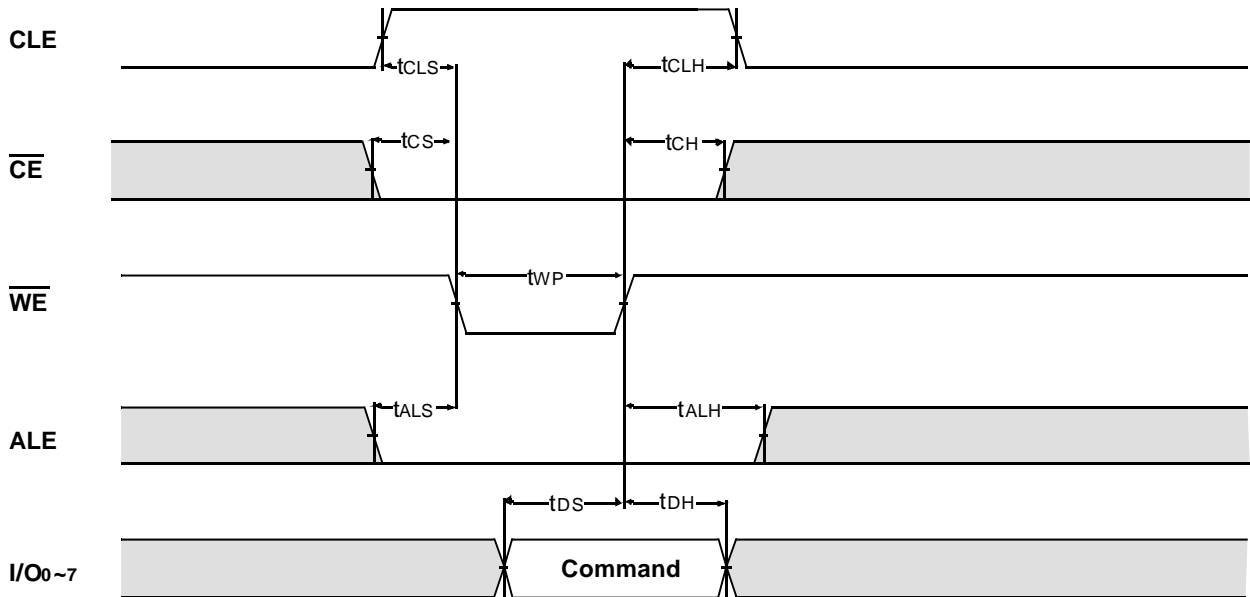 CLE
tCLS
tCLH
CE
tCS
tCH
WE
tWP
ALE
tALS
tALH
tDS
tDH
I/O0~7
Command